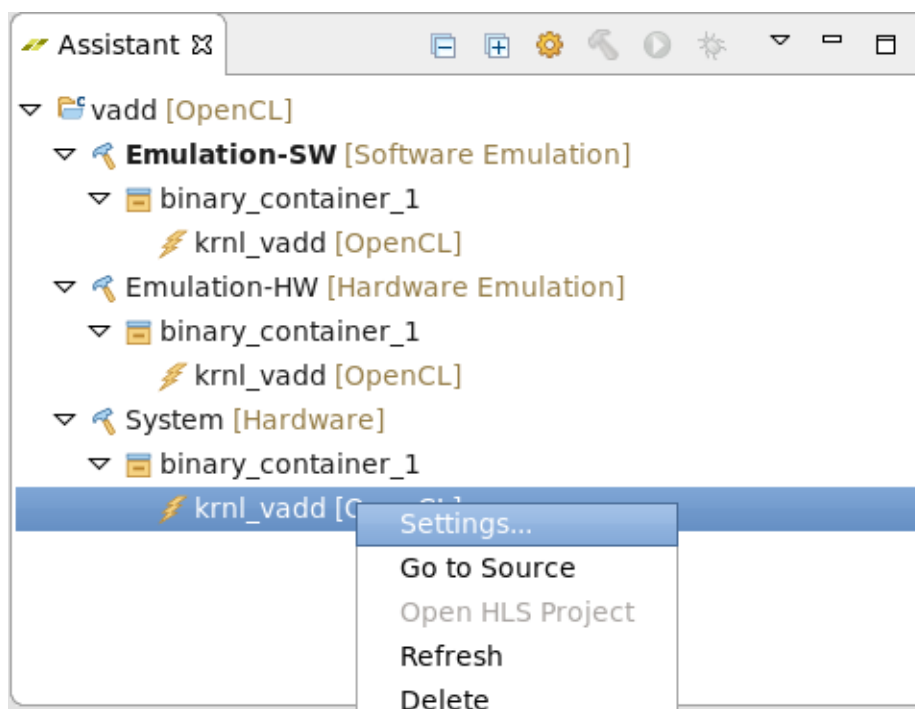 Assistant
vadd [OpenCL]
Emulation-SW [Software Emulation]
binary_container_1
krnl_vadd [OpenCL]
Emulation-HW [Hardware Emulation]
binary_container_1
krnl_vadd [OpenCL]
System [Hardware]
binary_container_1
krnl_vadd
Settings...
Go to Source
Open HLS Project
Refresh
Delete